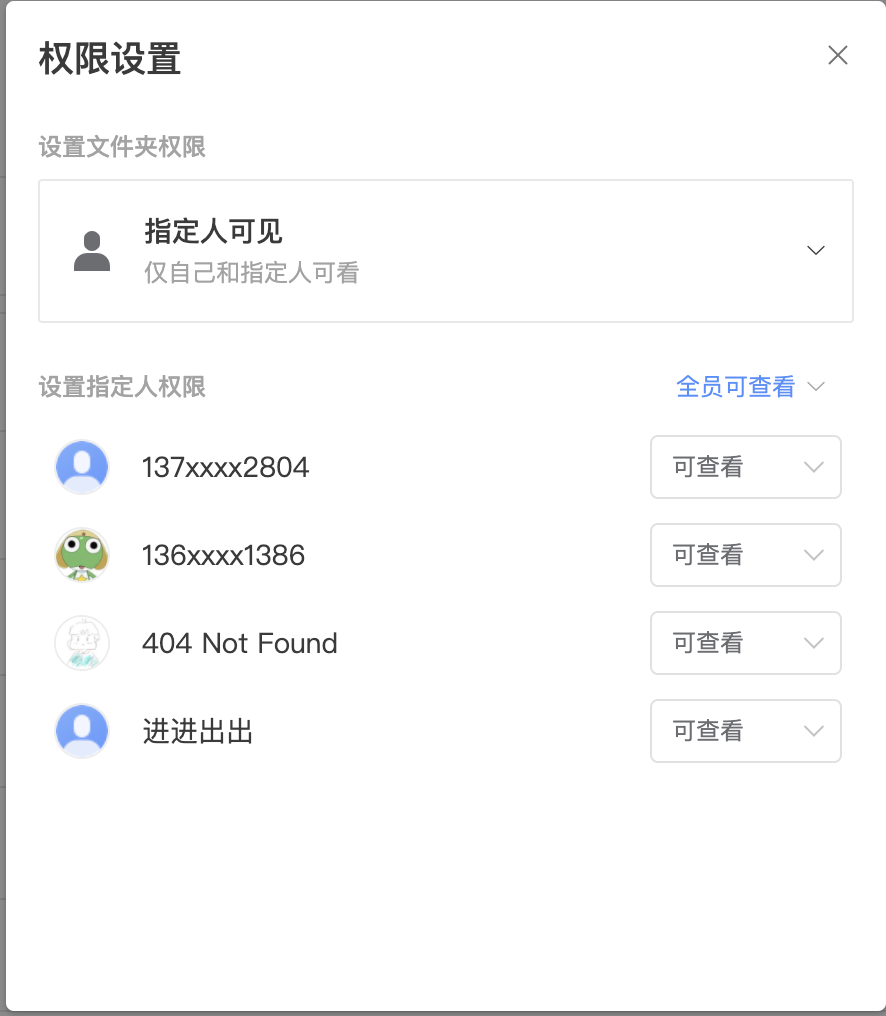 权限设置
设置文件夹权限
指定人可见
仅自己和指定人可看
设置指定人权限 全员可查看
137xxxx2804 可查看
136xxxx1386 可查看
404 Not Found 可查看
进进出出 可查看